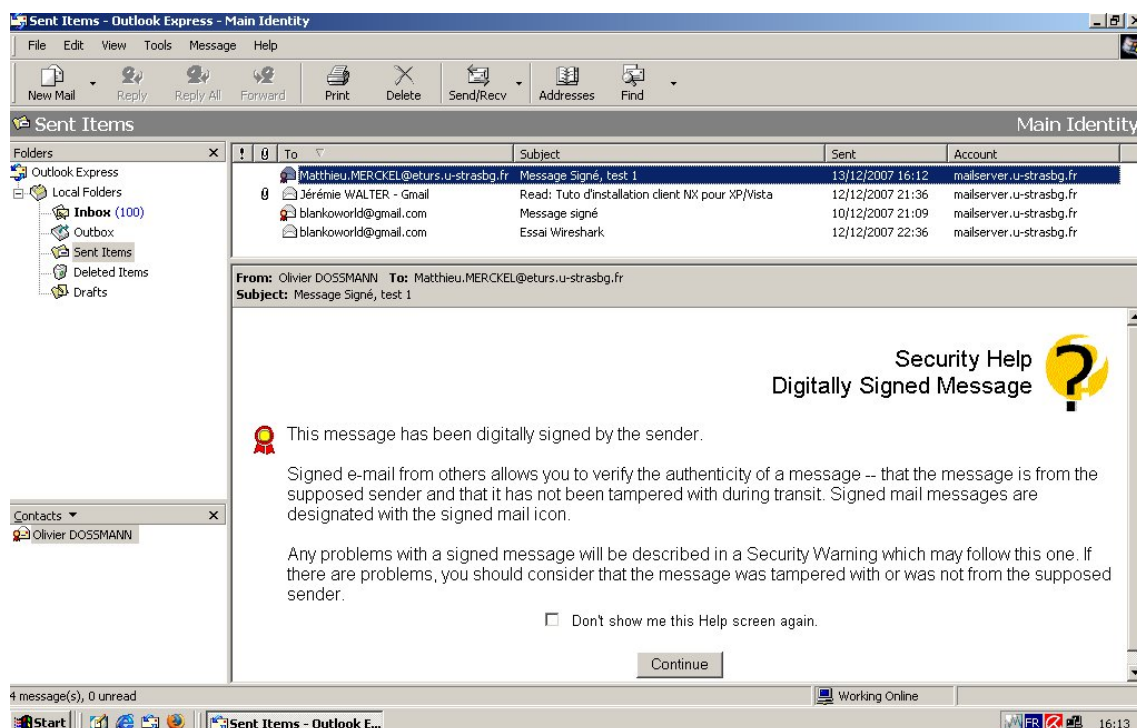 Sent Items - Outlook Express - Main Identity
File Edit View Tools Message Help
New Mail Reply Reply All Forward Print Delete Send/Recv Addresses Find
Sent Items Main Identity
Folders
Outlook Express
Local Folders
Inbox (100)
Outbox
Sent Items
Deleted Items
Drafts
To Subject Sent Account
Matthieu.MERCKEL@eturs.u-strasbg.fr Message Signé, test 1 13/12/2007 16:12 mailserver.u-strasbg.fr
Jérémie WALTER - Gmail Read: Tuto d'installation client NX pour XP/Vista 12/12/2007 21:36 mailserver.u-strasbg.fr
blankoworld@gmail.com Message signé 10/12/2007 21:09 mailserver.u-strasbg.fr
blankoworld@gmail.com Essai Wireshark 12/12/2007 22:36 mailserver.u-strasbg.fr
From: Olivier DOSSMANN To: Matthieu.MERCKEL@eturs.u-strasbg.fr
Subject: Message Signé, test 1
Security Help
Digitally Signed Message
This message has been digitally signed by the sender.
Signed e-mail from others allows you to verify the authenticity of a message -- that the message is from the
supposed sender and that it has not been tampered with during transit. Signed mail messages are
designated with the signed mail icon.
Any problems with a signed message will be described in a Security Warning which may follow this one. If
there are problems, you should consider that the message was tampered with or was not from the supposed
sender.
Don't show me this Help screen again.
Continue
Contacts
Olivier DOSSMANN
4 message(s), 0 unread Working Online
Start Sent Items - Outlook E... FR 16:13